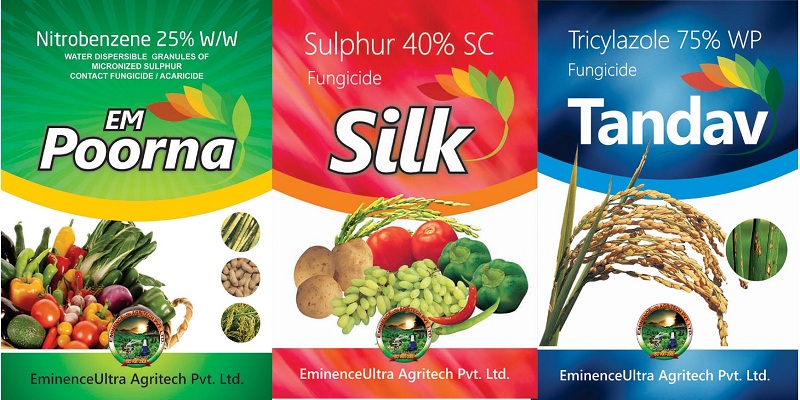 Nitrobenzene 25% W/W
WATER DISPERSIBLE GRANULES OF
MICRONIZED SULPHUR
CONTACT FUNGICIDE / ACARICIDE
EM
Poorna
EminenceUltra Agritech Pvt. Ltd.
Sulphur 40% SC
Fungicide
Silk
EminenceUltra Agritech Pvt. Ltd.
Tricylazole 75% WP
Fungicide
Tandav
EminenceUltra Agritech Pvt. Ltd.